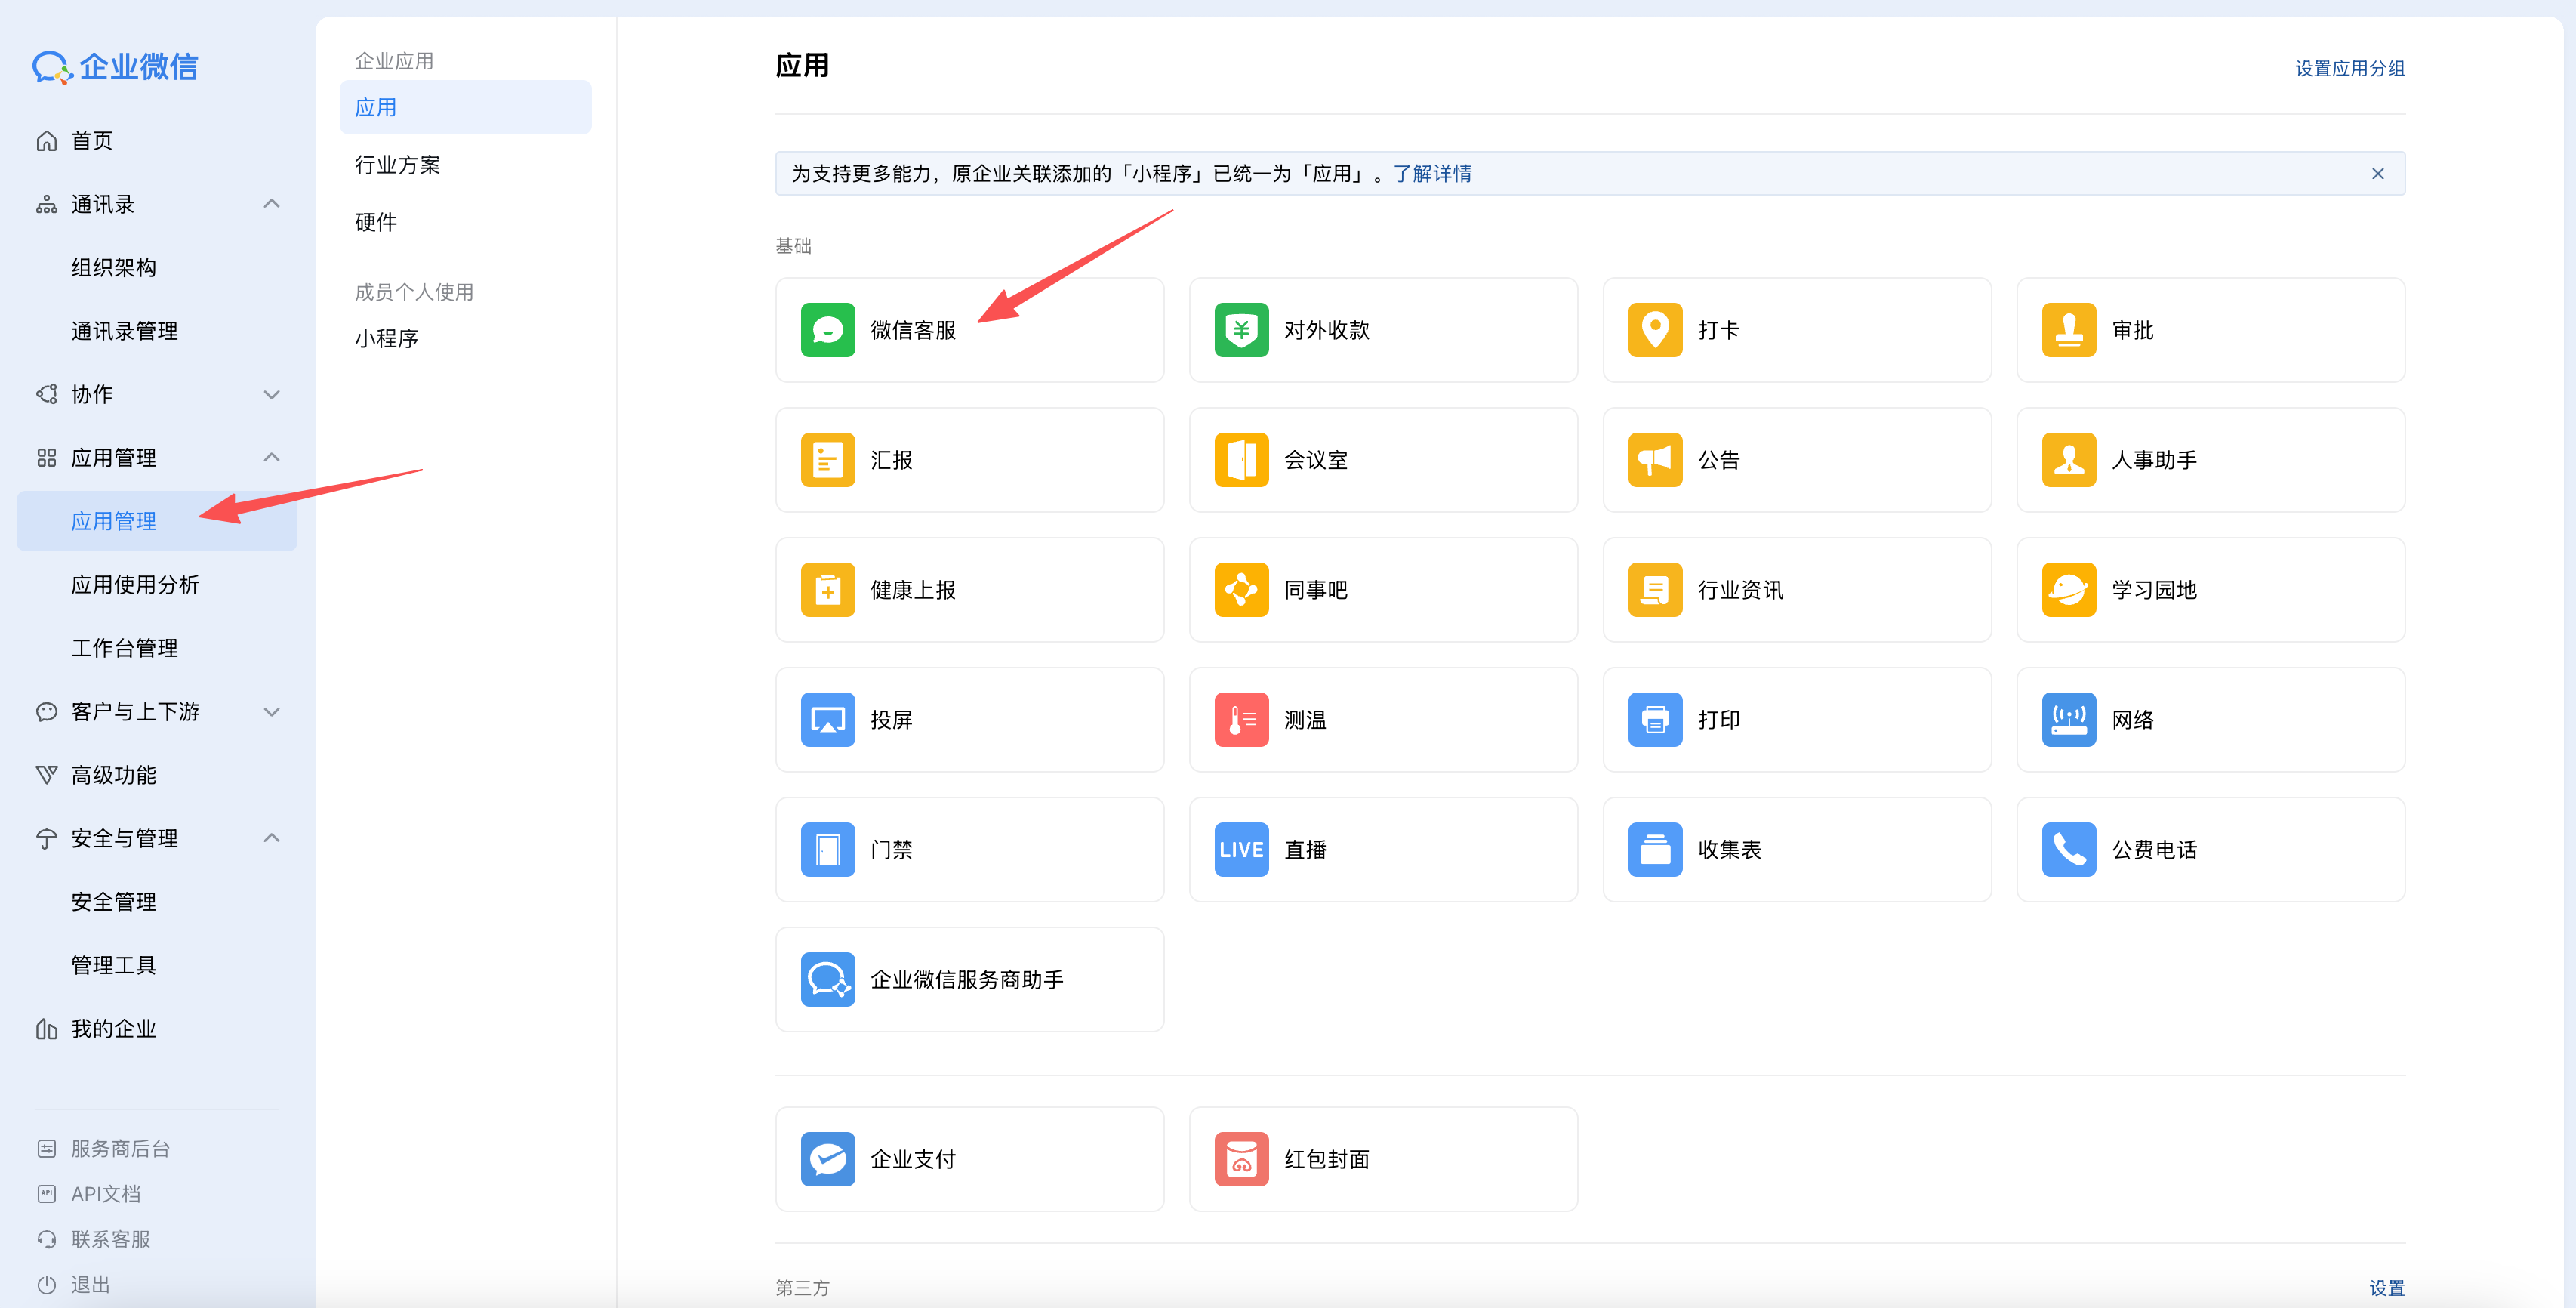 企业微信
首页
通讯录
组织架构
通讯录管理
协作
应用管理
应用管理
应用使用分析
工作台管理
客户与上下游
高级功能
安全与管理
安全管理
管理工具
我的企业
服务商后台
API文档
联系客服
退出
企业应用
应用
行业方案
硬件
成员个人使用
小程序
应用
设置应用分组
为支持更多能力，原企业关联添加的「小程序」已统一为「应用」。了解详情
基础
微信客服
对外收款
打卡
审批
汇报
会议室
公告
人事助手
健康上报
同事吧
行业资讯
学习园地
投屏
测温
打印
网络
门禁
LIVE
直播
收集表
公费电话
企业微信服务商助手
企业支付
红包封面
第三方
设置